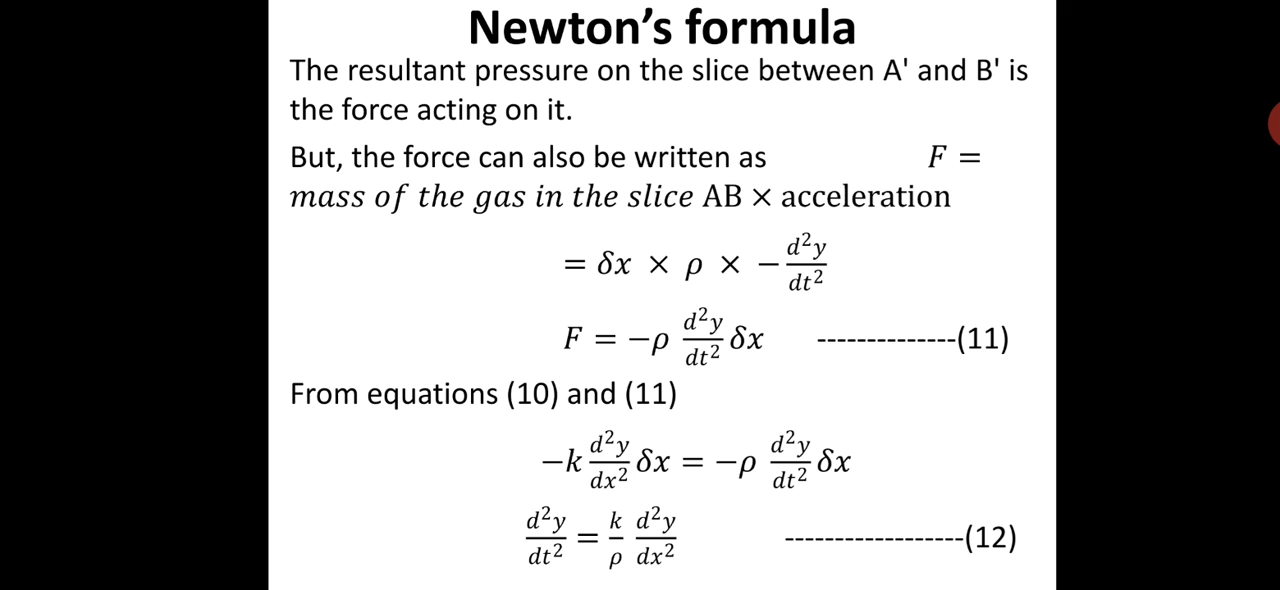 Newton's formula
The resultant pressure on the slice between A' and B' is
the force acting on it.
But, the force can also be written as F =
mass of the gas in the slice AB × acceleration
= δx × ρ × − d²y/dt²
F = −ρ d²y/dt² δx --------------(11)
From equations (10) and (11)
−k d²y/dx² δx = −ρ d²y/dt² δx
d²y/dt² = k/ρ d²y/dx² ------------------(12)